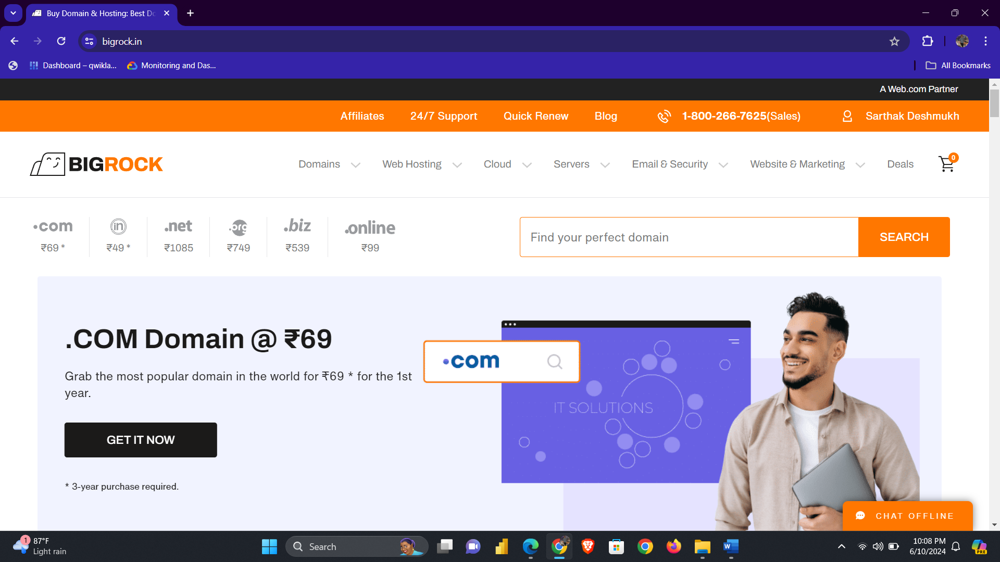 Buy Domain & Hosting: Best Do
bigrock.in
Dashboard – qwikla...
Monitoring and Das...
All Bookmarks
A Web.com Partner
Affiliates
24/7 Support
Quick Renew
Blog
1-800-266-7625(Sales)
Sarthak Deshmukh
BIGROCK
Domains
Web Hosting
Cloud
Servers
Email & Security
Website & Marketing
Deals
0
.com
in
.net
.org
.biz
.online
₹69 *
₹49 *
₹1085
₹749
₹539
₹99
Find your perfect domain
SEARCH
.COM Domain @ ₹69
Grab the most popular domain in the world for ₹69 * for the 1st
year.
GET IT NOW
* 3-year purchase required.
.com
IT SOLUTIONS
CHAT OFFLINE
1
87°F
Light rain
Search
W
PRE
10:08 PM
6/10/2024